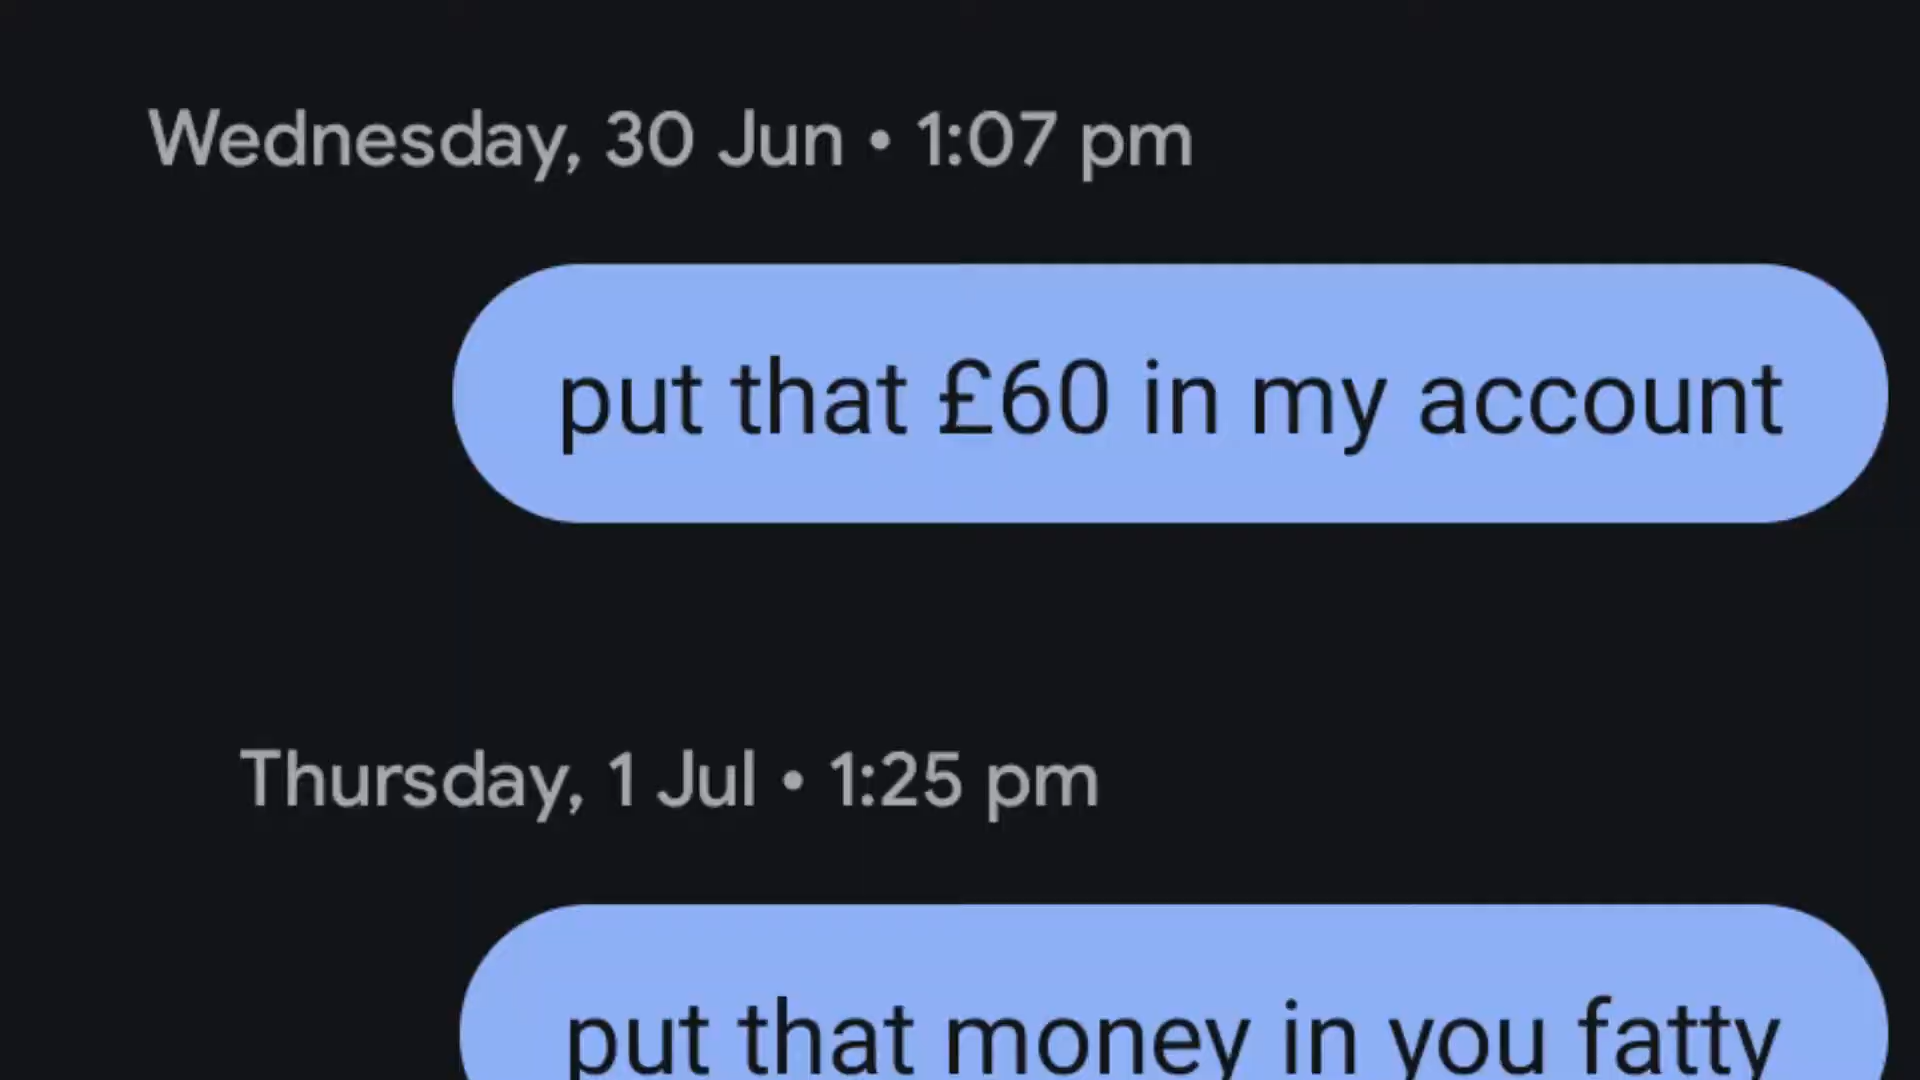 Wednesday, 30 Jun • 1:07 pm
put that £60 in my account
Thursday, 1 Jul • 1:25 pm
put that money in you fatty